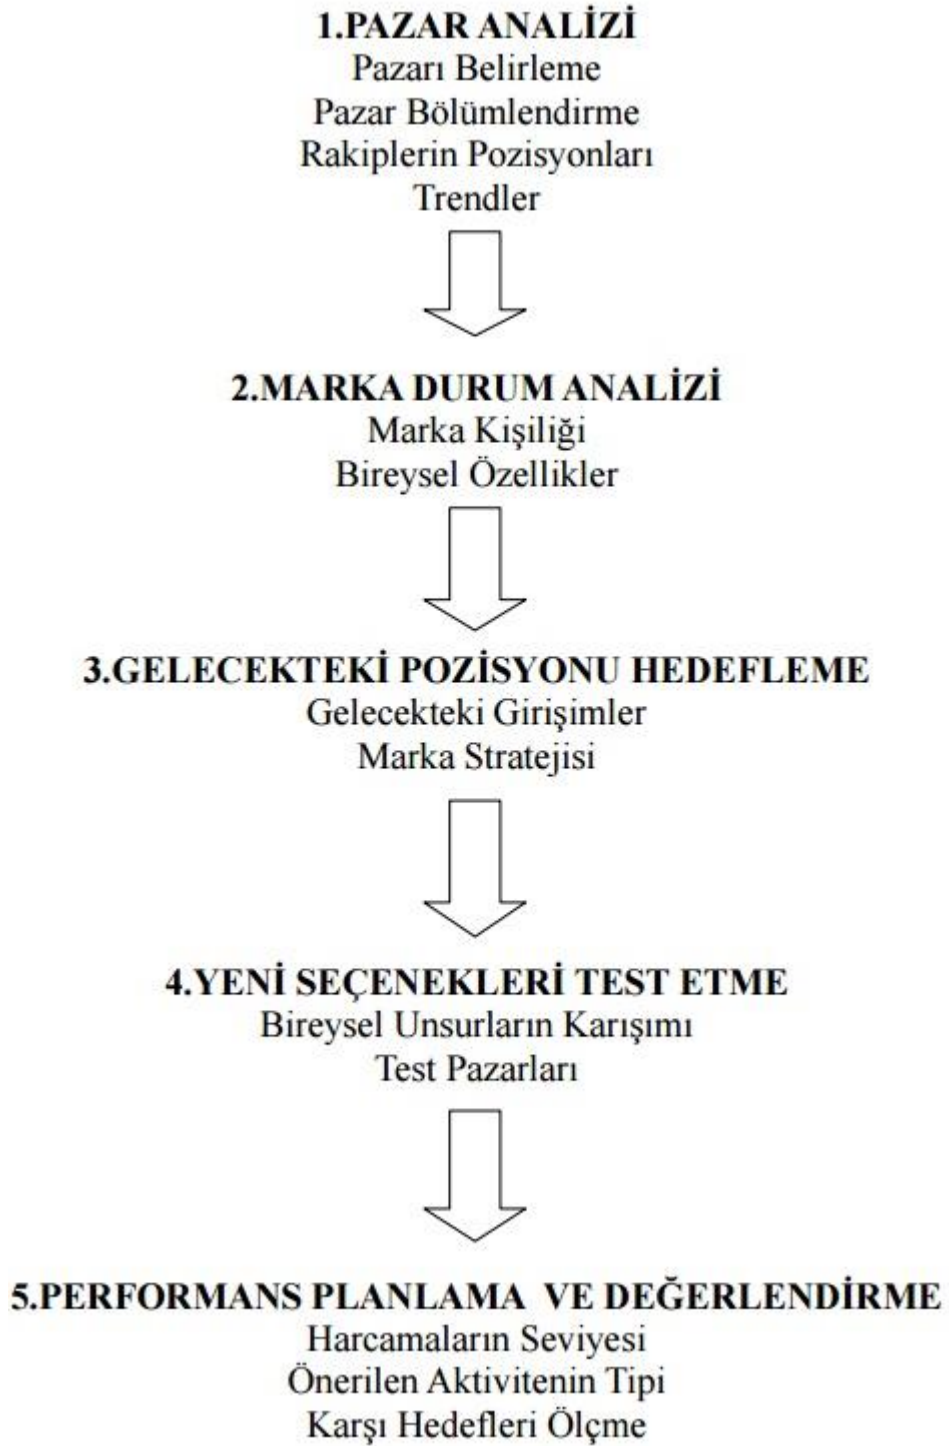 1.PAZAR ANALİZİ
Pazarı Belirleme
Pazar Bölümlendirme
Rakiplerin Pozisyonları
Trendler
2.MARKA DURUM ANALİZİ
Marka Kişiliği
Bireysel Özellikler
3.GELECEKTEKİ POZİSYONU HEDEFLEME
Gelecekteki Girişimler
Marka Stratejisi
4.YENİ SEÇENEKLERİ TEST ETME
Bireysel Unsurların Karışımı
Test Pazarları
5.PERFORMANS PLANLAMA VE DEĞERLENDİRME
Harcamaların Seviyesi
Önerilen Aktivitenin Tipi
Karşı Hedefleri Ölçme